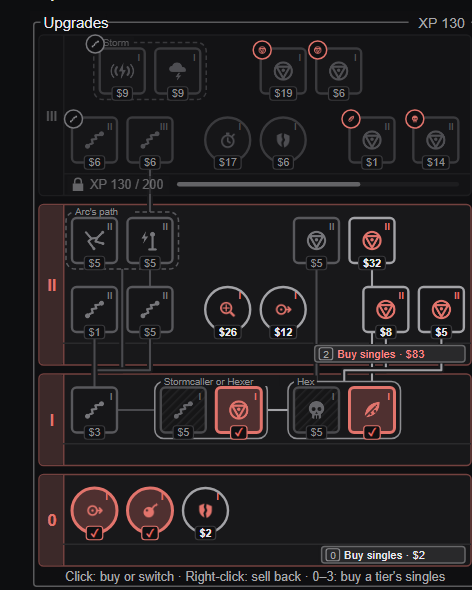 Upgrades XP 130
Storm I I I I
$9 $9 $19 $6
III
II III II II
$6 $6 $17 $6 $1 $14
XP 130 / 200
Arc's path
II II II II
$5 $5 $5 $32
II
II II I I II II
$1 $5 $26 $12 $8 $5
2 Buy singles · $83
Stormcaller or Hexer Hex
I I I I I
I
$3 $5 $5
I I I
0
$2
0 Buy singles · $2
Click: buy or switch · Right-click: sell back · 0–3: buy a tier's singles